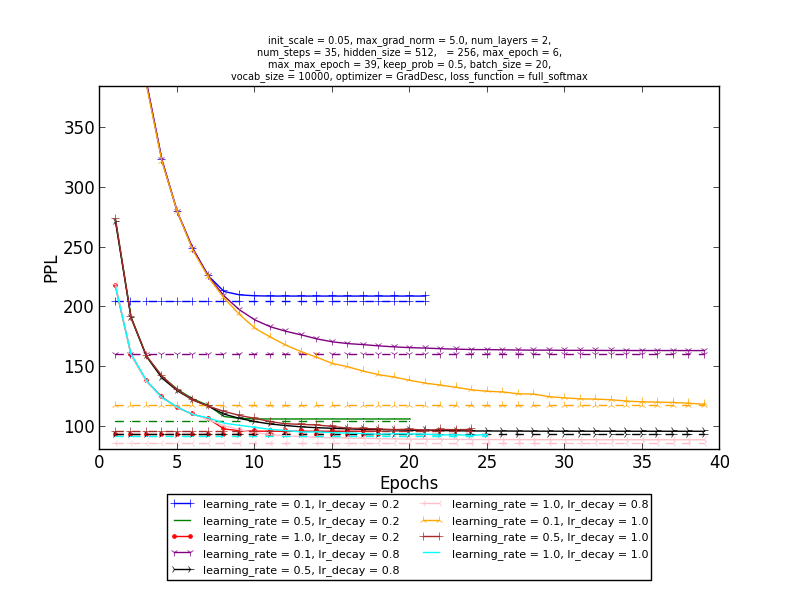 init_scale = 0.05, max_grad_norm = 5.0, num_layers = 2,
num_steps = 35, hidden_size = 512,   = 256, max_epoch = 6,
max_max_epoch = 39, keep_prob = 0.5, batch_size = 20,
vocab_size = 10000, optimizer = GradDesc, loss_function = full_softmax
350
300
250
200
150
100
PPL
0 5 10 15 20 25 30 35 40
Epochs
learning_rate = 0.1, lr_decay = 0.2
learning_rate = 0.5, lr_decay = 0.2
learning_rate = 1.0, lr_decay = 0.2
learning_rate = 0.1, lr_decay = 0.8
learning_rate = 0.5, lr_decay = 0.8
learning_rate = 1.0, lr_decay = 0.8
learning_rate = 0.1, lr_decay = 1.0
learning_rate = 0.5, lr_decay = 1.0
learning_rate = 1.0, lr_decay = 1.0